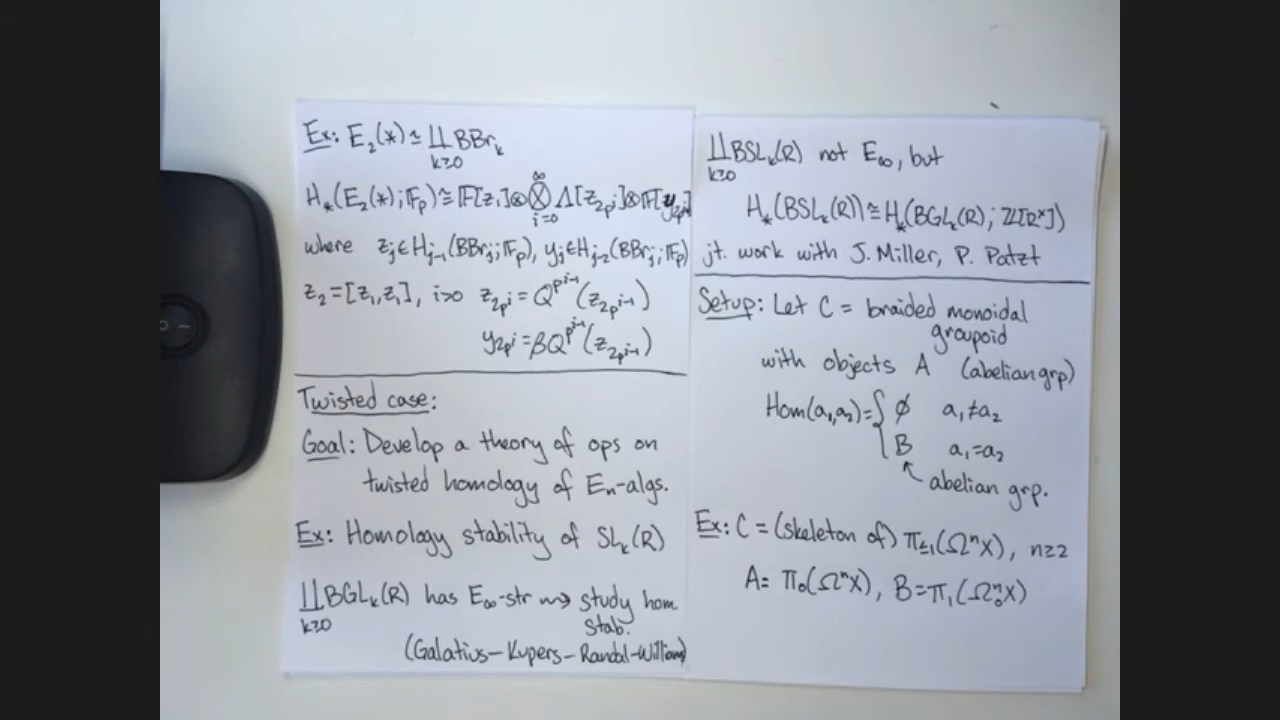 Ex: E₂(*) ≃ ∐_{k≥0} BBr_k
H_*(E₂(*); F_p) ≅ F[z₁] ⊗ ⨂_{i=0}^{∞} Λ[z_{2p^i}] ⊗ F[y_{2p^i}]
where z_j ∈ H_{j-1}(BBr_j; F_p), y_j ∈ H_{j-2}(BBr_j; F_p)
z₂ = [z₁, z₁], i>0 z_{2p^i} = Q^{p^{i-1}}(z_{2p^{i-1}})
y_{2p^i} = βQ^{p^{i-1}}(z_{2p^{i-1}})
Twisted case:
Goal: Develop a theory of ops on
twisted homology of Eₙ-algs.
Ex: Homology stability of SL_k(R)
∐_{k≥0} BGL_k(R) has E_∞-str ⇝ study hom.
stab.
(Galatius-Kupers-Randal-Williams)
∐_{k≥0} BSL_k(R) not E_∞, but
H_*(BSL_k(R)) ≅ H_*(BGL_k(R); Z[R^×])
jt. work with J. Miller, P. Patzt
Setup: Let C = braided monoidal
groupoid
with objects A (abelian grp)
Hom(a₁,a₂) = { ∅ a₁≠a₂
B a₁=a₂
abelian grp.
Ex: C = (skeleton of) π_{≤1}(ΩⁿX), n≥2
A = π₀(ΩⁿX), B = π₁(Ωⁿ₀X)